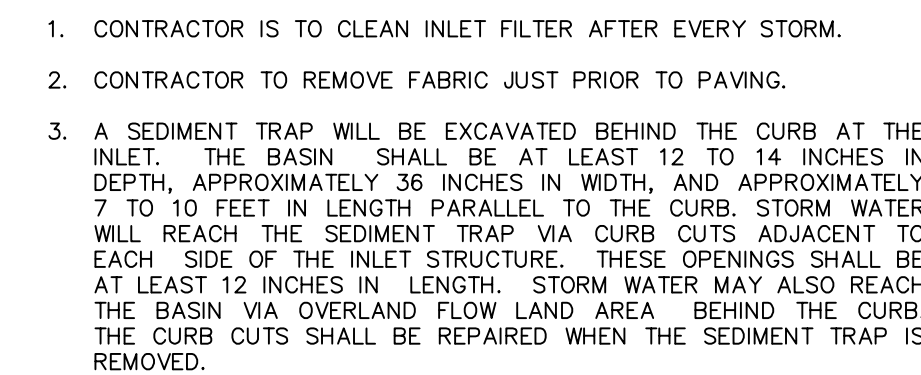 1. CONTRACTOR IS TO CLEAN INLET FILTER AFTER EVERY STORM.
2. CONTRACTOR TO REMOVE FABRIC JUST PRIOR TO PAVING.
3. A SEDIMENT TRAP WILL BE EXCAVATED BEHIND THE CURB AT THE
INLET. THE BASIN SHALL BE AT LEAST 12 TO 14 INCHES IN
DEPTH, APPROXIMATELY 36 INCHES IN WIDTH, AND APPROXIMATELY
7 TO 10 FEET IN LENGTH PARALLEL TO THE CURB. STORM WATER
WILL REACH THE SEDIMENT TRAP VIA CURB CUTS ADJACENT TO
EACH SIDE OF THE INLET STRUCTURE. THESE OPENINGS SHALL BE
AT LEAST 12 INCHES IN LENGTH. STORM WATER MAY ALSO REACH
THE BASIN VIA OVERLAND FLOW LAND AREA BEHIND THE CURB.
THE CURB CUTS SHALL BE REPAIRED WHEN THE SEDIMENT TRAP IS
REMOVED.